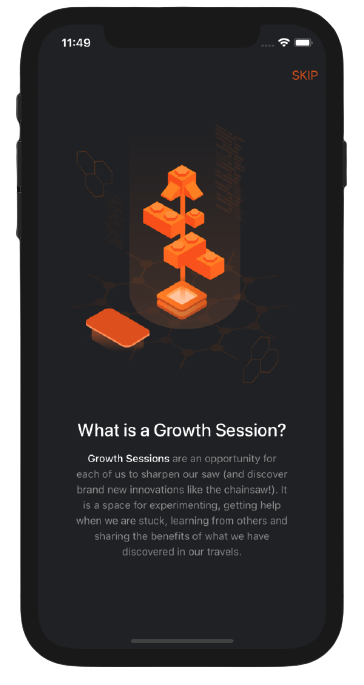 11:49
SKIP
What is a Growth Session?
Growth Sessions are an opportunity for
each of us to sharpen our saw (and discover
brand new innovations like the chainsaw!). It
is a space for experimenting, getting help
when we are stuck, learning from others and
sharing the benefits of what we have
discovered in our travels.